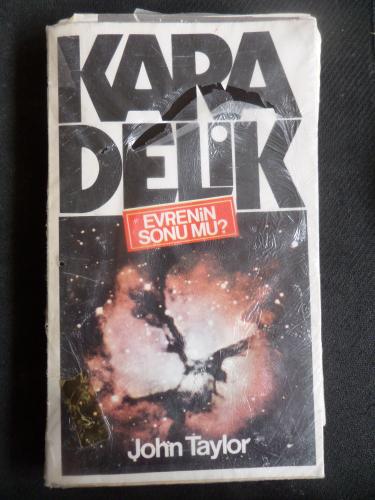 KARA
DELİK
EVRENİN
SONU MU?
John Taylor